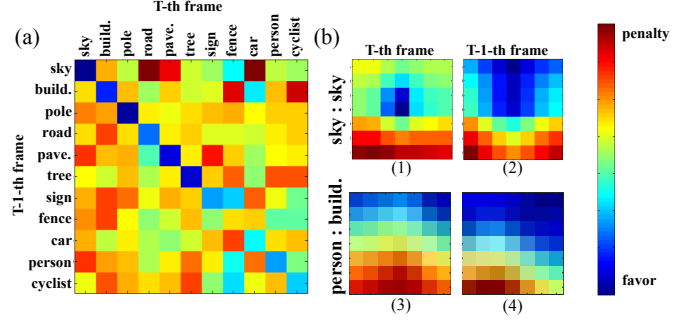 (a)
T-th frame
sky
build.
pole
road
pave.
tree
sign
fence
car
person
cyclist
T-1-th frame
sky
build.
pole
road
pave.
tree
sign
fence
car
person
cyclist
(b)
T-th frame
T-1-th frame
sky : sky
(1)
(2)
person : build.
(3)
(4)
penalty
favor